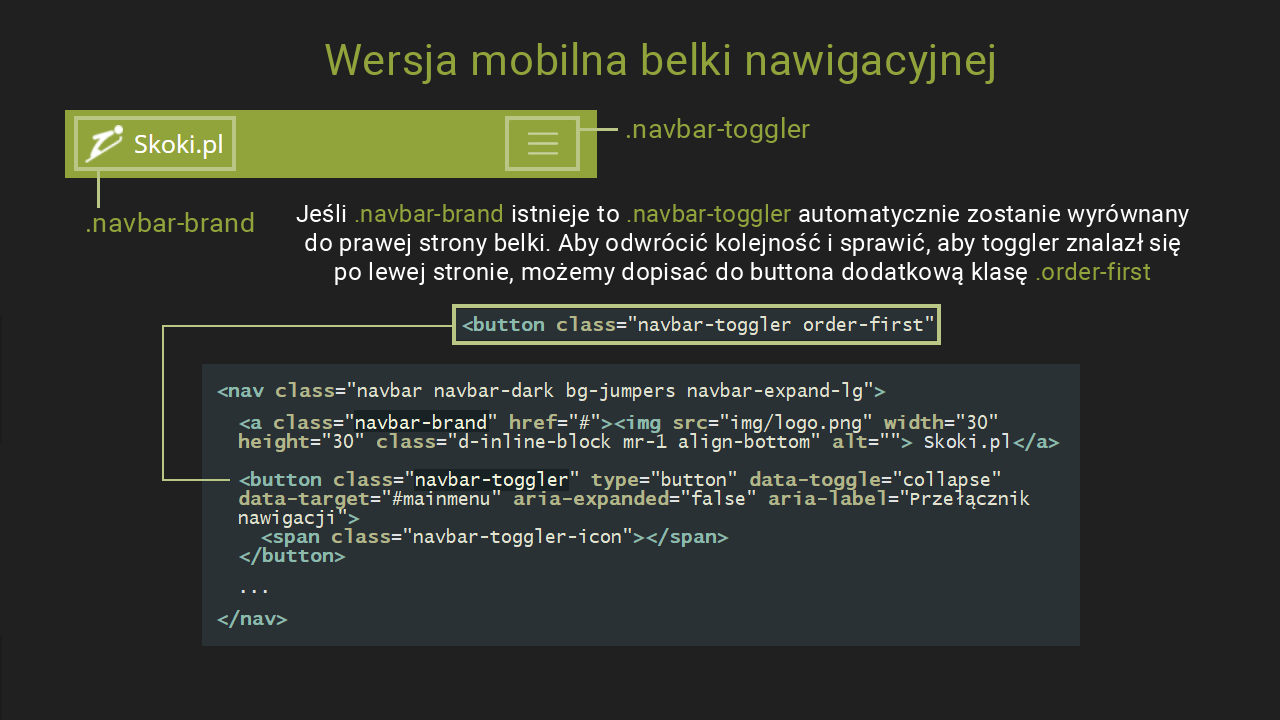 Wersja mobilna belki nawigacyjnej
Skoki.pl
.navbar-toggler
.navbar-brand
Jeśli .navbar-brand istnieje to .navbar-toggler automatycznie zostanie wyrównany
do prawej strony belki. Aby odwrócić kolejność i sprawić, aby toggler znalazł się
po lewej stronie, możemy dopisać do buttona dodatkową klasę .order-first
<button class="navbar-toggler order-first"
<nav class="navbar navbar-dark bg-jumpers navbar-expand-lg">
<a class="navbar-brand" href="#"><img src="img/logo.png" width="30"
height="30" class="d-inline-block mr-1 align-bottom" alt=""> Skoki.pl</a>
<button class="navbar-toggler" type="button" data-toggle="collapse"
data-target="#mainmenu" aria-expanded="false" aria-label="Przełącznik
nawigacji">
<span class="navbar-toggler-icon"></span>
</button>
...
</nav>